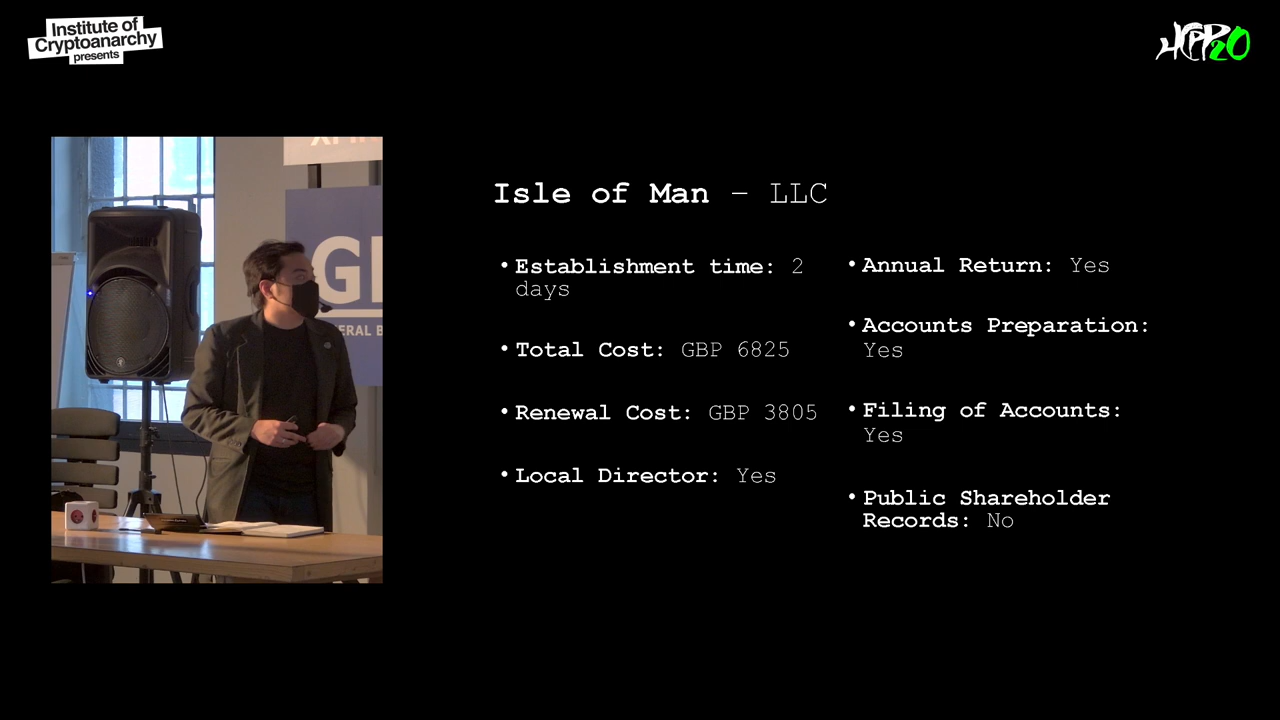 Institute of
Cryptoanarchy
presents
HCPP20
Isle of Man – LLC
• Establishment time: 2
days
• Total Cost: GBP 6825
• Renewal Cost: GBP 3805
• Local Director: Yes
• Annual Return: Yes
• Accounts Preparation:
Yes
• Filing of Accounts:
Yes
• Public Shareholder
Records: No